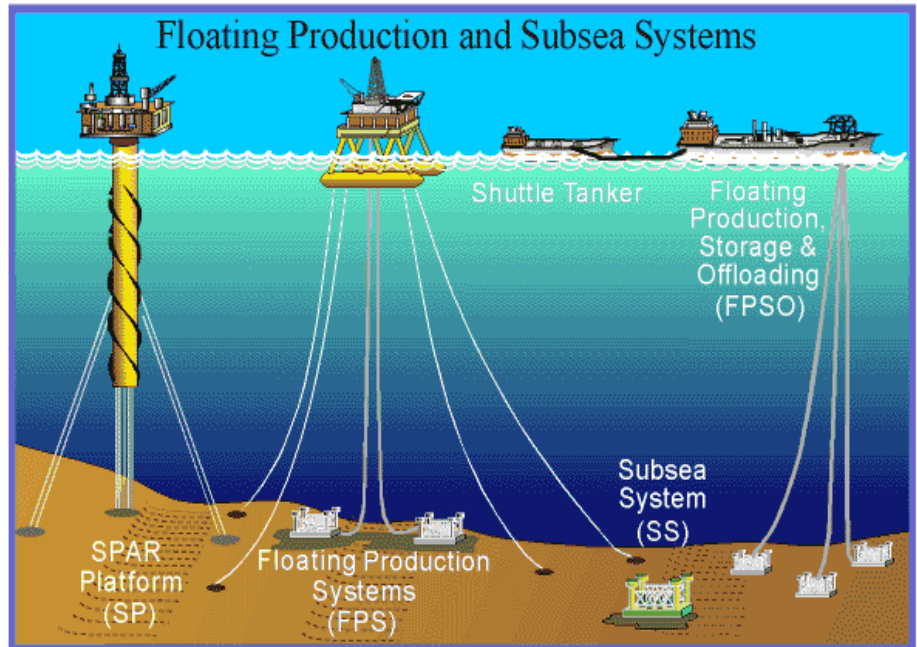 Floating Production and Subsea Systems
Shuttle Tanker
Floating
Production,
Storage &
Offloading
(FPSO)
Subsea
System
(SS)
SPAR
Platform
(SP)
Floating Production
Systems
(FPS)